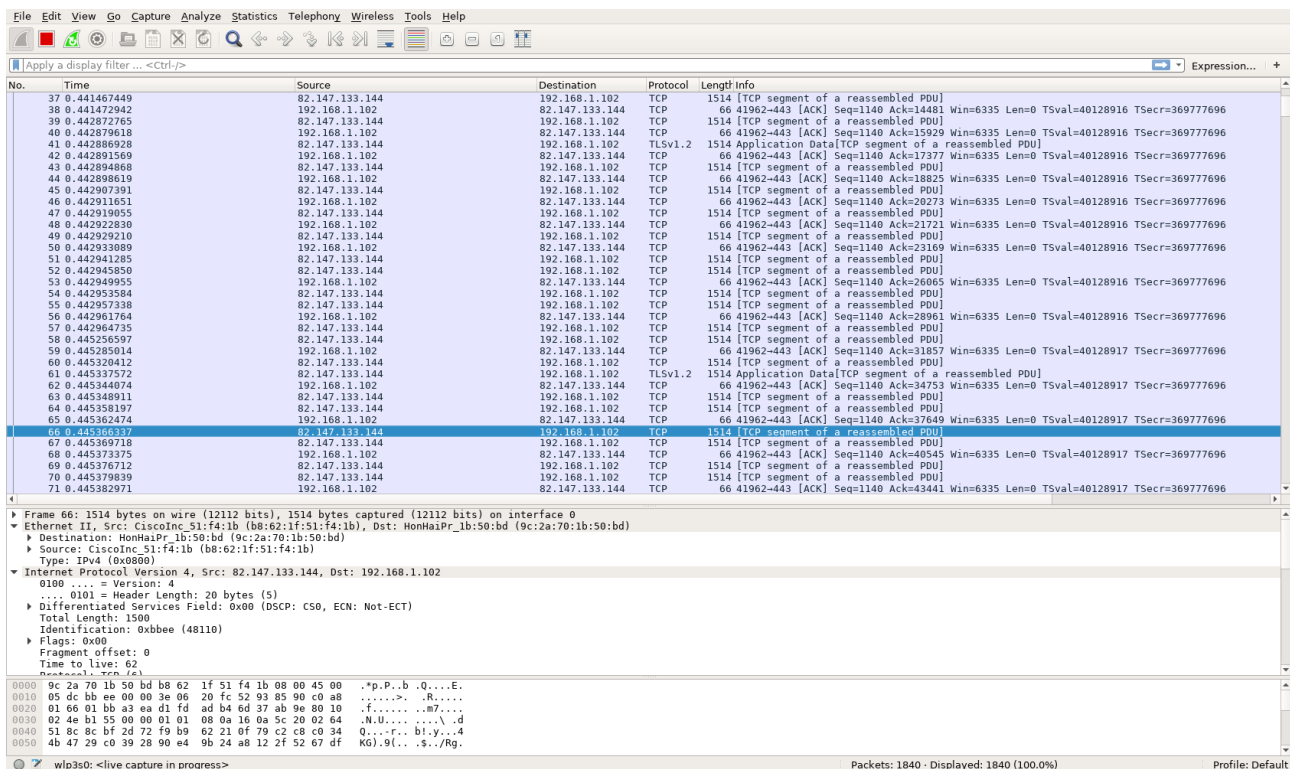 File Edit View Go Capture Analyze Statistics Telephony Wireless Tools Help
Apply a display filter ... <Ctrl-/> Expression... +
No. Time Source Destination Protocol Length Info
37 0.441467449 82.147.133.144 192.168.1.102 TCP 1514 [TCP segment of a reassembled PDU]
38 0.441472942 192.168.1.102 82.147.133.144 TCP 66 41962→443 [ACK] Seq=1140 Ack=14481 Win=6335 Len=0 TSval=40128916 TSecr=369777696
39 0.442872765 82.147.133.144 192.168.1.102 TCP 1514 [TCP segment of a reassembled PDU]
40 0.442879618 192.168.1.102 82.147.133.144 TCP 66 41962→443 [ACK] Seq=1140 Ack=15929 Win=6335 Len=0 TSval=40128916 TSecr=369777696
41 0.442886928 82.147.133.144 192.168.1.102 TLSv1.2 1514 Application Data[TCP segment of a reassembled PDU]
42 0.442891569 192.168.1.102 82.147.133.144 TCP 66 41962→443 [ACK] Seq=1140 Ack=17377 Win=6335 Len=0 TSval=40128916 TSecr=369777696
43 0.442894868 82.147.133.144 192.168.1.102 TCP 1514 [TCP segment of a reassembled PDU]
44 0.442898619 192.168.1.102 82.147.133.144 TCP 66 41962→443 [ACK] Seq=1140 Ack=18825 Win=6335 Len=0 TSval=40128916 TSecr=369777696
45 0.442907391 82.147.133.144 192.168.1.102 TCP 1514 [TCP segment of a reassembled PDU]
46 0.442911651 192.168.1.102 82.147.133.144 TCP 66 41962→443 [ACK] Seq=1140 Ack=20273 Win=6335 Len=0 TSval=40128916 TSecr=369777696
47 0.442919055 82.147.133.144 192.168.1.102 TCP 1514 [TCP segment of a reassembled PDU]
48 0.442922830 192.168.1.102 82.147.133.144 TCP 66 41962→443 [ACK] Seq=1140 Ack=21721 Win=6335 Len=0 TSval=40128916 TSecr=369777696
49 0.442929210 82.147.133.144 192.168.1.102 TCP 1514 [TCP segment of a reassembled PDU]
50 0.442933089 192.168.1.102 82.147.133.144 TCP 66 41962→443 [ACK] Seq=1140 Ack=23169 Win=6335 Len=0 TSval=40128916 TSecr=369777696
51 0.442941285 82.147.133.144 192.168.1.102 TCP 1514 [TCP segment of a reassembled PDU]
52 0.442945850 82.147.133.144 192.168.1.102 TCP 1514 [TCP segment of a reassembled PDU]
53 0.442949955 192.168.1.102 82.147.133.144 TCP 66 41962→443 [ACK] Seq=1140 Ack=26065 Win=6335 Len=0 TSval=40128916 TSecr=369777696
54 0.442953584 82.147.133.144 192.168.1.102 TCP 1514 [TCP segment of a reassembled PDU]
55 0.442957338 82.147.133.144 192.168.1.102 TCP 1514 [TCP segment of a reassembled PDU]
56 0.442961764 192.168.1.102 82.147.133.144 TCP 66 41962→443 [ACK] Seq=1140 Ack=28961 Win=6335 Len=0 TSval=40128916 TSecr=369777696
57 0.442964735 82.147.133.144 192.168.1.102 TCP 1514 [TCP segment of a reassembled PDU]
58 0.445256597 82.147.133.144 192.168.1.102 TCP 1514 [TCP segment of a reassembled PDU]
59 0.445285014 192.168.1.102 82.147.133.144 TCP 66 41962→443 [ACK] Seq=1140 Ack=31857 Win=6335 Len=0 TSval=40128917 TSecr=369777696
60 0.445320412 82.147.133.144 192.168.1.102 TCP 1514 [TCP segment of a reassembled PDU]
61 0.445337572 82.147.133.144 192.168.1.102 TLSv1.2 1514 Application Data[TCP segment of a reassembled PDU]
62 0.445344074 192.168.1.102 82.147.133.144 TCP 66 41962→443 [ACK] Seq=1140 Ack=34753 Win=6335 Len=0 TSval=40128917 TSecr=369777696
63 0.445348911 82.147.133.144 192.168.1.102 TCP 1514 [TCP segment of a reassembled PDU]
64 0.445358197 82.147.133.144 192.168.1.102 TCP 1514 [TCP segment of a reassembled PDU]
65 0.445362474 192.168.1.102 82.147.133.144 TCP 66 41962→443 [ACK] Seq=1140 Ack=37649 Win=6335 Len=0 TSval=40128917 TSecr=369777696
66 0.445366337 82.147.133.144 192.168.1.102 TCP 1514 [TCP segment of a reassembled PDU]
67 0.445369718 82.147.133.144 192.168.1.102 TCP 1514 [TCP segment of a reassembled PDU]
68 0.445373375 192.168.1.102 82.147.133.144 TCP 66 41962→443 [ACK] Seq=1140 Ack=40545 Win=6335 Len=0 TSval=40128917 TSecr=369777696
69 0.445376712 82.147.133.144 192.168.1.102 TCP 1514 [TCP segment of a reassembled PDU]
70 0.445379839 82.147.133.144 192.168.1.102 TCP 1514 [TCP segment of a reassembled PDU]
71 0.445382971 192.168.1.102 82.147.133.144 TCP 66 41962→443 [ACK] Seq=1140 Ack=43441 Win=6335 Len=0 TSval=40128917 TSecr=369777696
Frame 66: 1514 bytes on wire (12112 bits), 1514 bytes captured (12112 bits) on interface 0
Ethernet II, Src: CiscoInc_51:f4:1b (b8:62:1f:51:f4:1b), Dst: HonHaiPr_1b:50:bd (9c:2a:70:1b:50:bd)
Destination: HonHaiPr_1b:50:bd (9c:2a:70:1b:50:bd)
Source: CiscoInc_51:f4:1b (b8:62:1f:51:f4:1b)
Type: IPv4 (0x0800)
Internet Protocol Version 4, Src: 82.147.133.144, Dst: 192.168.1.102
0100 .... = Version: 4
.... 0101 = Header Length: 20 bytes (5)
Differentiated Services Field: 0x00 (DSCP: CS0, ECN: Not-ECT)
Total Length: 1500
Identification: 0xbbee (48110)
Flags: 0x00
Fragment offset: 0
Time to live: 62
Protocol: TCP (6)
0000 9c 2a 70 1b 50 bd b8 62 1f 51 f4 1b 08 00 45 00 .*p.P..b .Q....E.
0010 05 dc bb ee 00 00 3e 06 20 fc 52 93 85 90 c0 a8 ......>. .R.....
0020 01 66 01 bb a3 ea d1 fd ad b4 6d 37 ab 9e 80 10 .f...... ..m7....
0030 02 4e b1 55 00 00 01 01 08 0a 16 0a 5c 20 02 64 .N.U.... ....\ .d
0040 51 8c 8c bf 2d 72 f9 b9 62 21 0f 79 c2 c8 c0 34 Q...-r.. b!.y...4
0050 4b 47 29 c0 39 28 90 e4 9b 24 a8 12 2f 52 67 df KG).9(.. .$../Rg.
wlp3s0: <live capture in progress> Packets: 1840 · Displayed: 1840 (100.0%) Profile: Default